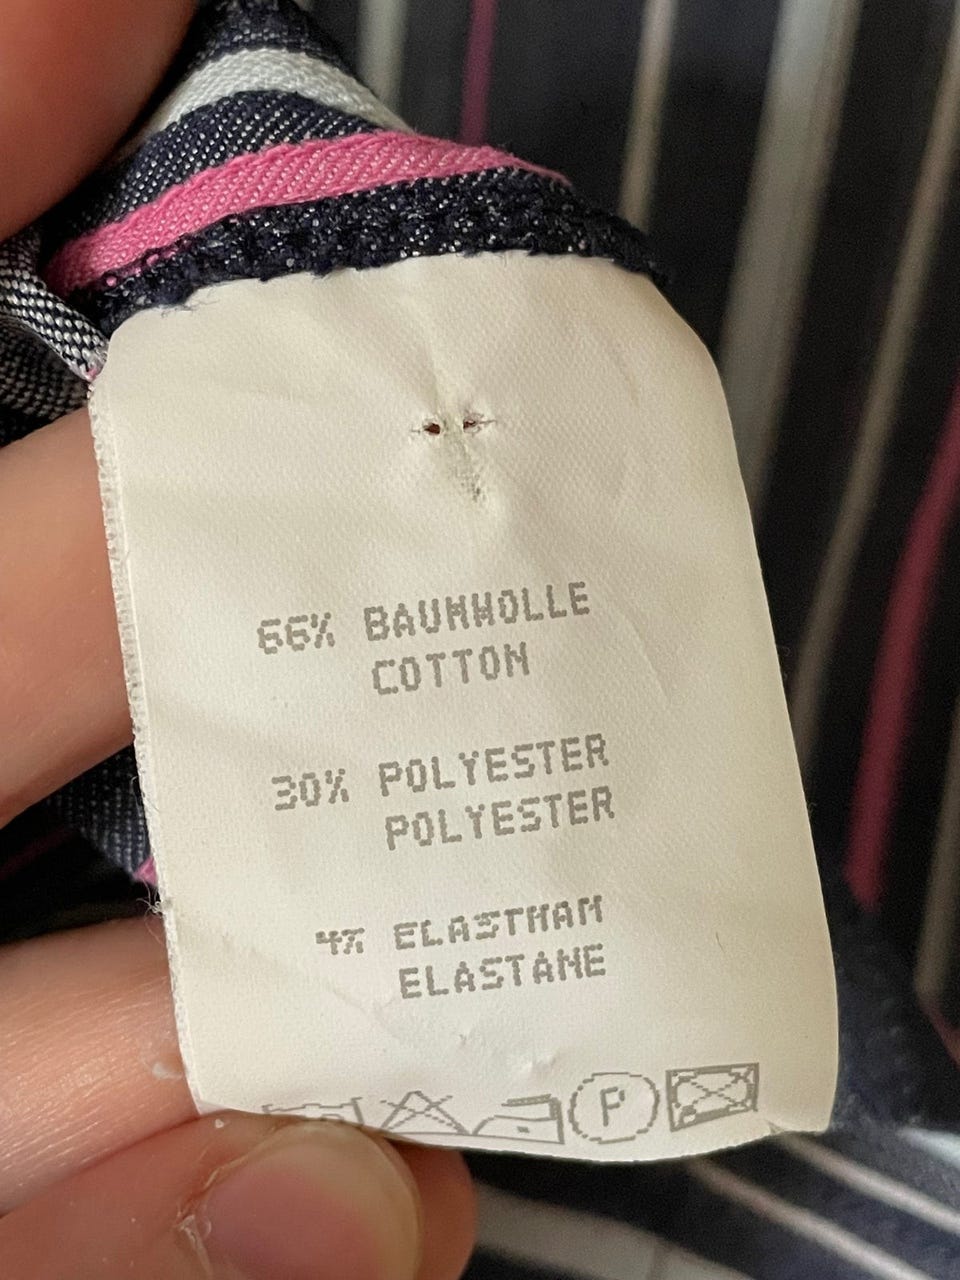 66% BAUMWOLLE
COTTON
30% POLYESTER
POLYESTER
4% ELASTHAN
ELASTANE
P